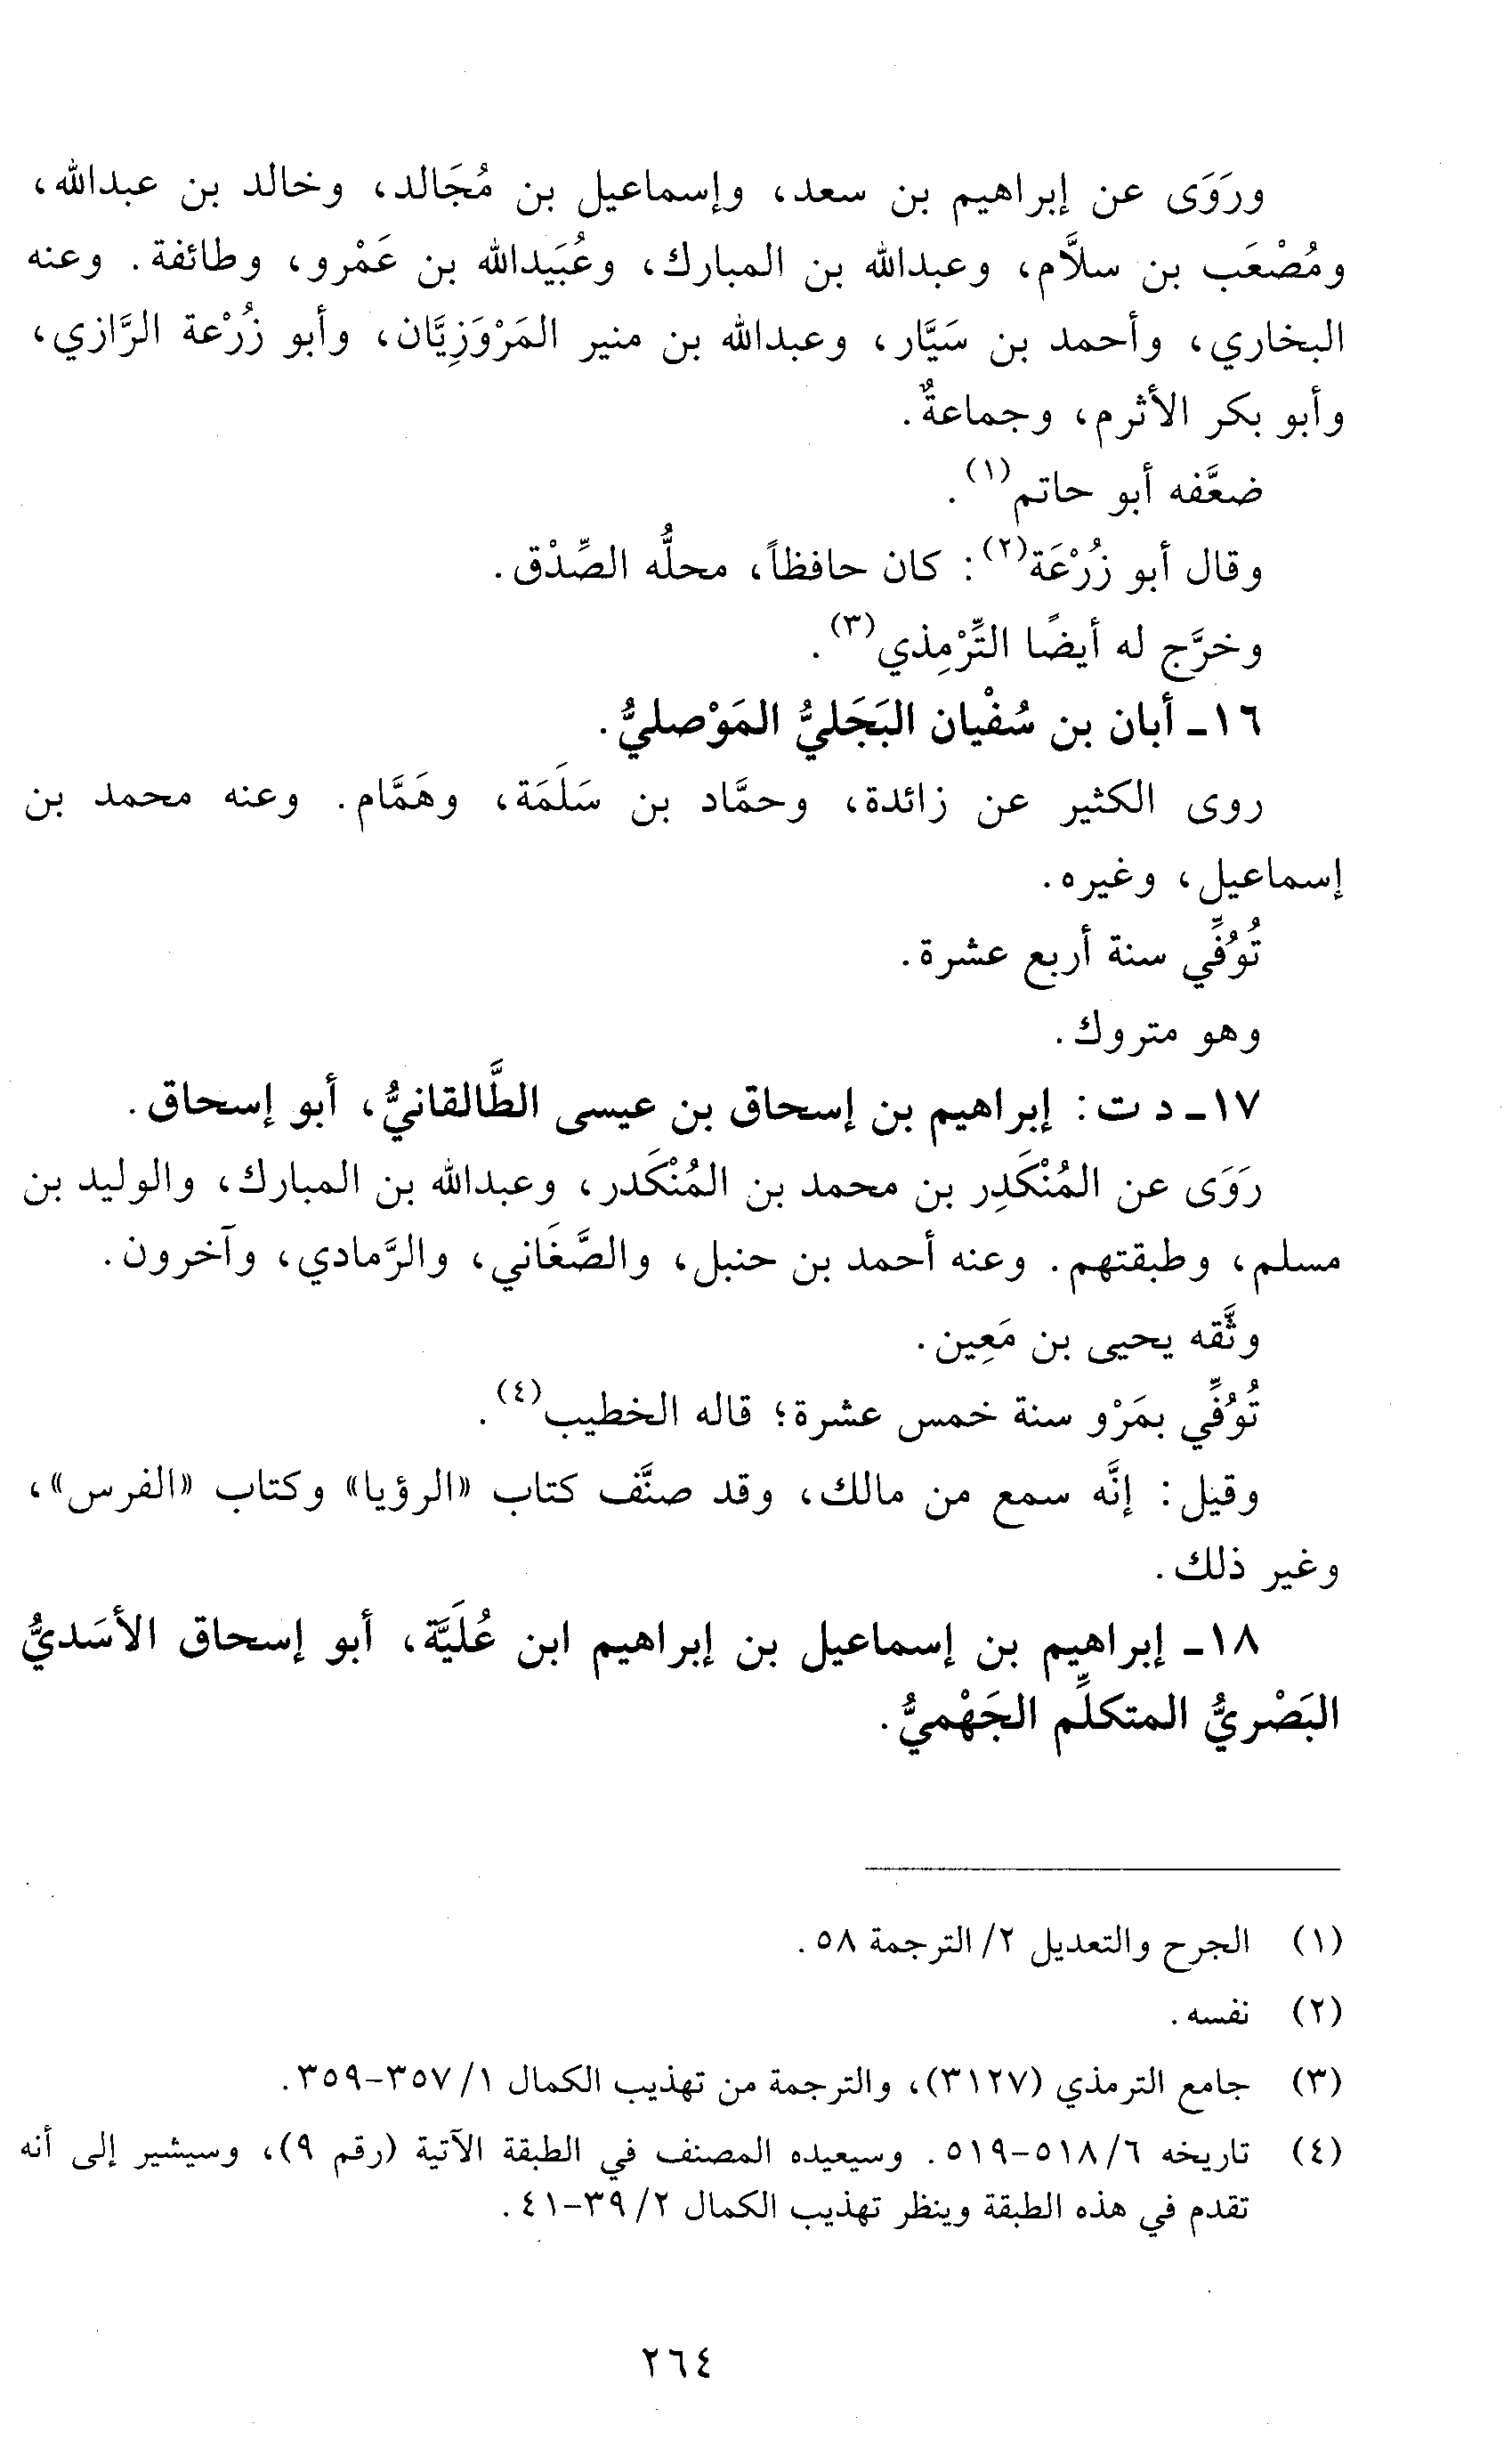 ورَوَى عن إبراهيم بن سعد، وإسماعيل بن مُجَالد، وخالد بن عبدالله،
ومُصْعَب بن سلاَّم، وعبدالله بن المبارك، وعُبَيدالله بن عَمْرو، وطائفة. وعنه
البخاري، وأحمد بن سَيَّار، وعبدالله بن منير المَرْوَزِيَّان، وأبو زُرْعة الرَّازي،
وأبو بكر الأثرم، وجماعةٌ.
ضعَّفه أبو حاتم(١).
وقال أبو زُرْعَة(٢): كان حافظاً، محلُّه الصِّدْق.
وخرَّج له أيضًا التِّرْمِذي(٣).
١٦- أبان بن سُفْيان البَجَليُّ المَوْصليُّ.
روى الكثير عن زائدة، وحمَّاد بن سَلَمَة، وهَمَّام. وعنه محمد بن
إسماعيل، وغيره.
تُوُفِّي سنة أربع عشرة.
وهو متروك.
١٧- د ت: إبراهيم بن إسحاق بن عيسى الطَّالقانيُّ، أبو إسحاق.
رَوَى عن المُنْكَدِر بن محمد بن المُنْكَدر، وعبدالله بن المبارك، والوليد بن
مسلم، وطبقتهم. وعنه أحمد بن حنبل، والصَّغَاني، والرَّمادي، وآخرون.
وثَّقه يحيى بن مَعِين.
تُوُفِّي بمَرْو سنة خمس عشرة؛ قاله الخطيب(٤).
وقيل: إنَّه سمع من مالك، وقد صنَّف كتاب «الرؤيا» وكتاب «الفرس»،
وغير ذلك.
١٨- إبراهيم بن إسماعيل بن إبراهيم ابن عُلَيَّة، أبو إسحاق الأسَديُّ
البَصْريُّ المتكلِّم الجَهْميُّ.
(١) الجرح والتعديل ٢/ الترجمة ٥٨.
(٢) نفسه.
(٣) جامع الترمذي (٣١٢٧)، والترجمة من تهذيب الكمال ١/ ٣٥٧-٣٥٩.
(٤) تاريخه ٦/ ٥١٨-٥١٩. وسيعيده المصنف في الطبقة الآتية (رقم ٩)، وسيشير إلى أنه
تقدم في هذه الطبقة وينظر تهذيب الكمال ٢/ ٣٩-٤١.
٢٦٤